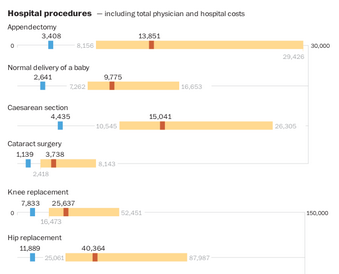 Hospital procedures — including total physician and hospital costs
Appendectomy
3,408 13,851
0 8,156 30,000
29,426
Normal delivery of a baby
2,641 9,775
7,262 16,653
Caesarean section
4,435 15,041
10,545 26,305
Cataract surgery
1,139 3,738
8,143
2,418
Knee replacement
7,833 25,637
0 52,451 150,000
16,473
Hip replacement
11,889 40,364
25,061 87,987